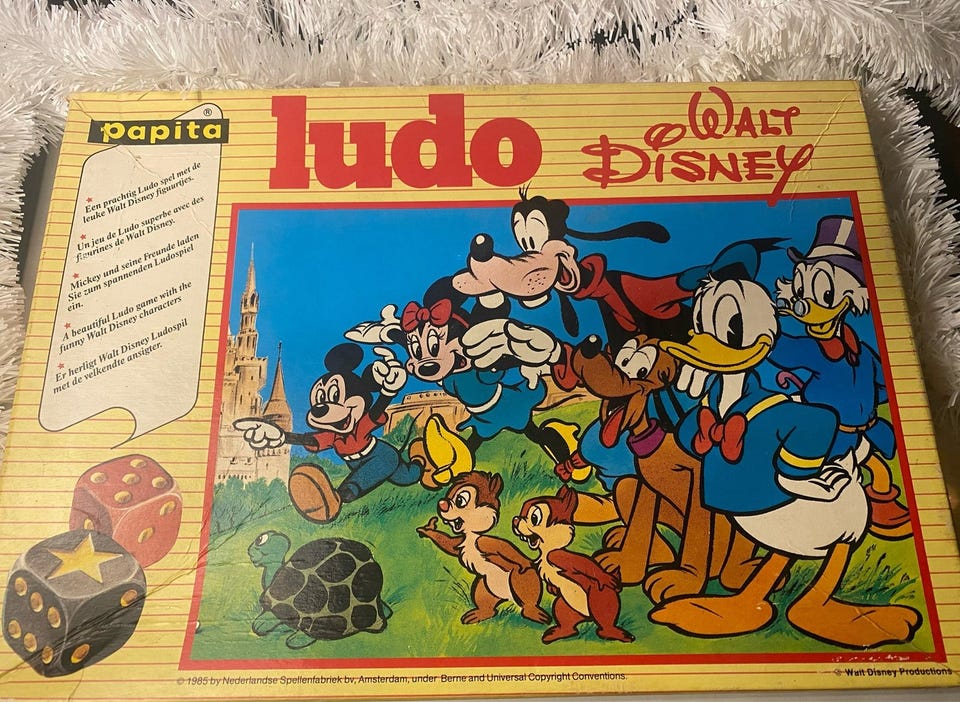 papita ®
ludo
WALT
DISNEY
* Een prachtig Ludo spel met de
leuke Walt Disney figuurtjes.
* Un jeu de Ludo superbe avec des
figurines de Walt Disney.
* Mickey und seine Freunde laden
Sie zum spannenden Ludospiel
ein.
* A beautiful Ludo game with the
funny Walt Disney characters
* Er herligt Walt Disney Ludospil
met de velkendte ansigter.
© 1985 by Nederlandse Spellenfabriek bv, Amsterdam, under Berne and Universal Copyright Conventions.
© Walt Disney Productions